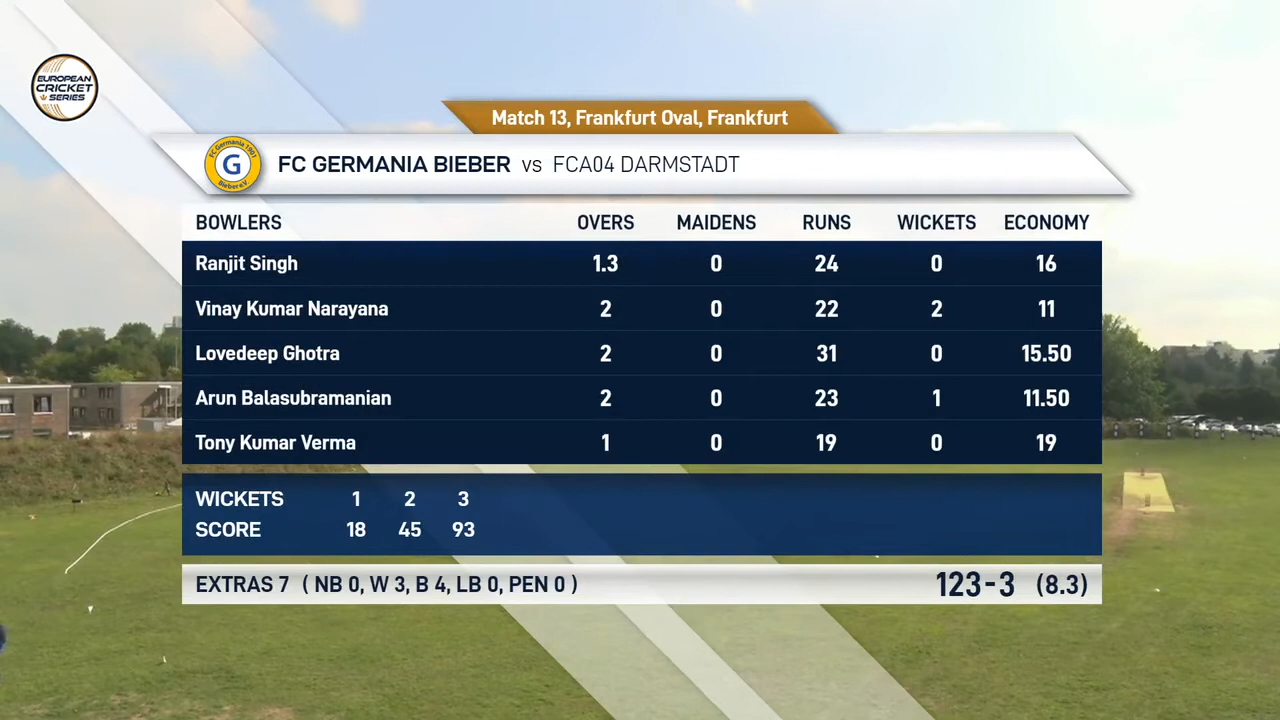 EUROPEAN
CRICKET
SERIES
Match 13, Frankfurt Oval, Frankfurt
FC Germania 1901
G
Bieber e.V
FC GERMANIA BIEBER vs FCA04 DARMSTADT
BOWLERS OVERS MAIDENS RUNS WICKETS ECONOMY
Ranjit Singh 1.3 0 24 0 16
Vinay Kumar Narayana 2 0 22 2 11
Lovedeep Ghotra 2 0 31 0 15.50
Arun Balasubramanian 2 0 23 1 11.50
Tony Kumar Verma 1 0 19 0 19
WICKETS 1 2 3
SCORE 18 45 93
EXTRAS 7 ( NB 0, W 3, B 4, LB 0, PEN 0 ) 123-3 (8.3)